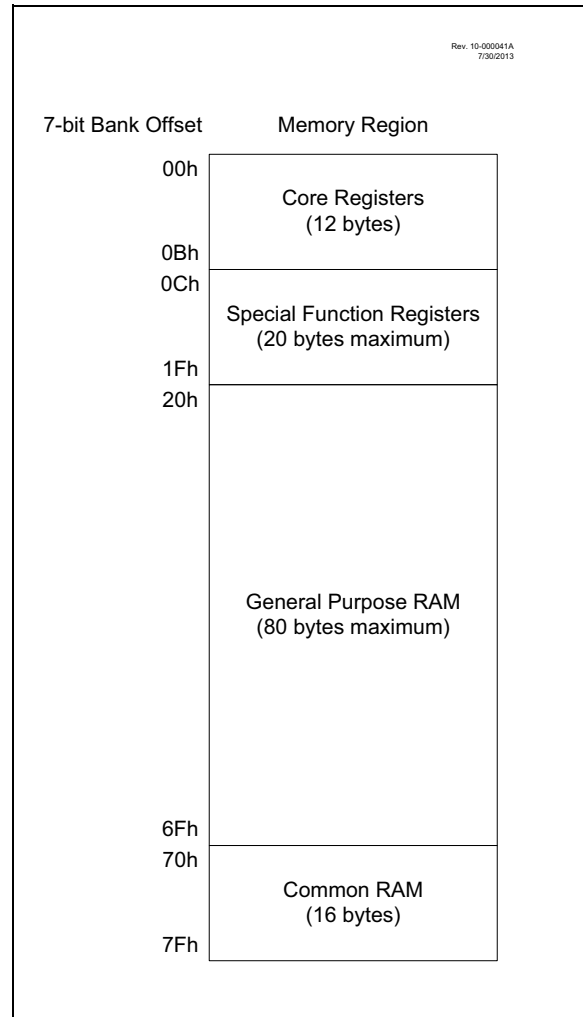 Rev. 10-000041A
7/30/2013
7-bit Bank Offset Memory Region
00h
Core Registers
(12 bytes)
0Bh
0Ch
Special Function Registers
(20 bytes maximum)
1Fh
20h
General Purpose RAM
(80 bytes maximum)
6Fh
70h
Common RAM
(16 bytes)
7Fh